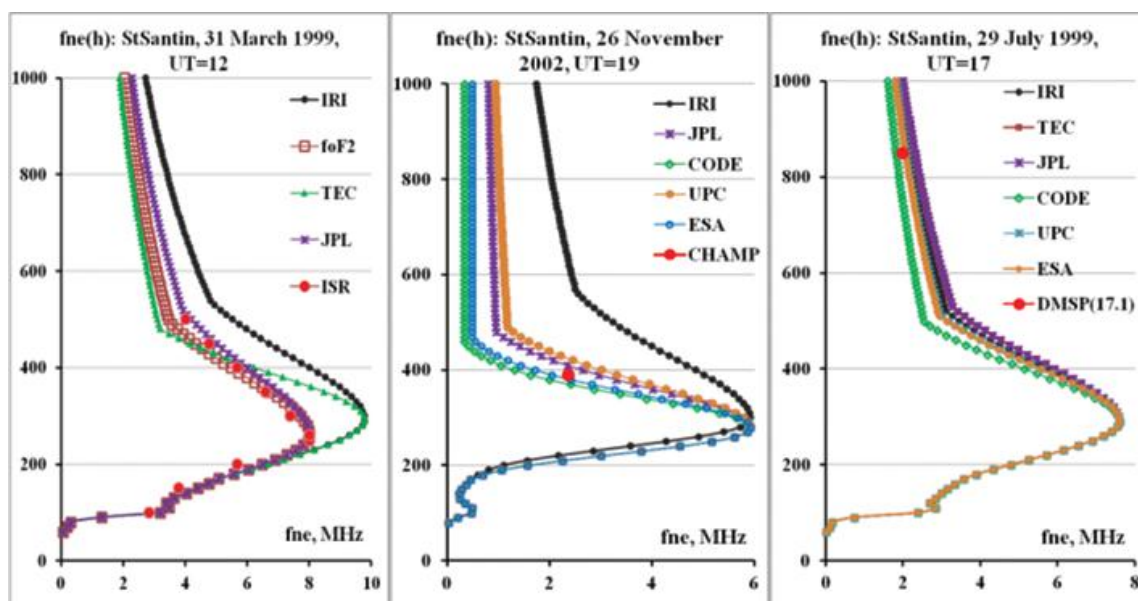 fne(h): StSantin, 31 March 1999,
UT=12
1000
800
600
400
200
0
0 2 4 6 8 10
IRI
foF2
TEC
JPL
ISR
fne, MHz
fne(h): StSantin, 26 November
2002, UT=19
1000
800
600
400
200
0
0 2 4 6
IRI
JPL
CODE
UPC
ESA
CHAMP
fne, MHz
fne(h): StSantin, 29 July 1999,
UT=17
1000
800
600
400
200
0
0 2 4 6 8
IRI
TEC
JPL
CODE
UPC
ESA
DMSP(17.1)
fne, MHz